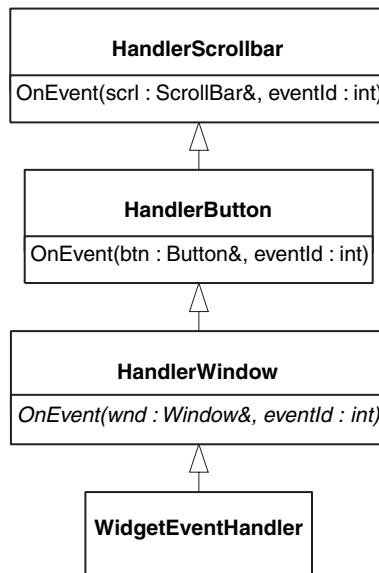 HandlerScrollbar
OnEvent(scrl : ScrollBar&, eventId : int)
HandlerButton
OnEvent(btn : Button&, eventId : int)
HandlerWindow
OnEvent(wnd : Window&, eventId : int)
WidgetEventHandler